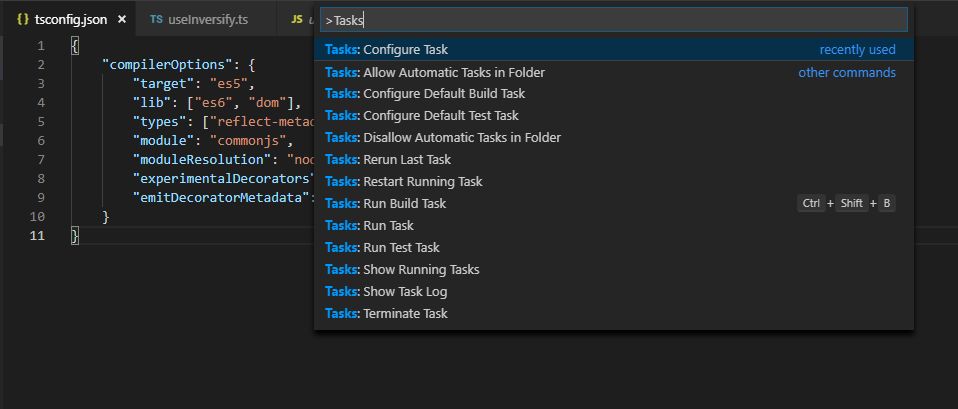 { } tsconfig.json ×
TS useInversify.ts
JS
>Tasks
Tasks: Configure Task recently used
Tasks: Allow Automatic Tasks in Folder other commands
Tasks: Configure Default Build Task
Tasks: Configure Default Test Task
Tasks: Disallow Automatic Tasks in Folder
Tasks: Rerun Last Task
Tasks: Restart Running Task
Tasks: Run Build Task Ctrl + Shift + B
Tasks: Run Task
Tasks: Run Test Task
Tasks: Show Running Tasks
Tasks: Show Task Log
Tasks: Terminate Task
1 {
2 "compilerOptions": {
3 "target": "es5",
4 "lib": ["es6", "dom"],
5 "types": ["reflect-meta
6 "module": "commonjs",
7 "moduleResolution": "no
8 "experimentalDecorators"
9 "emitDecoratorMetadata":
10 }
11 }